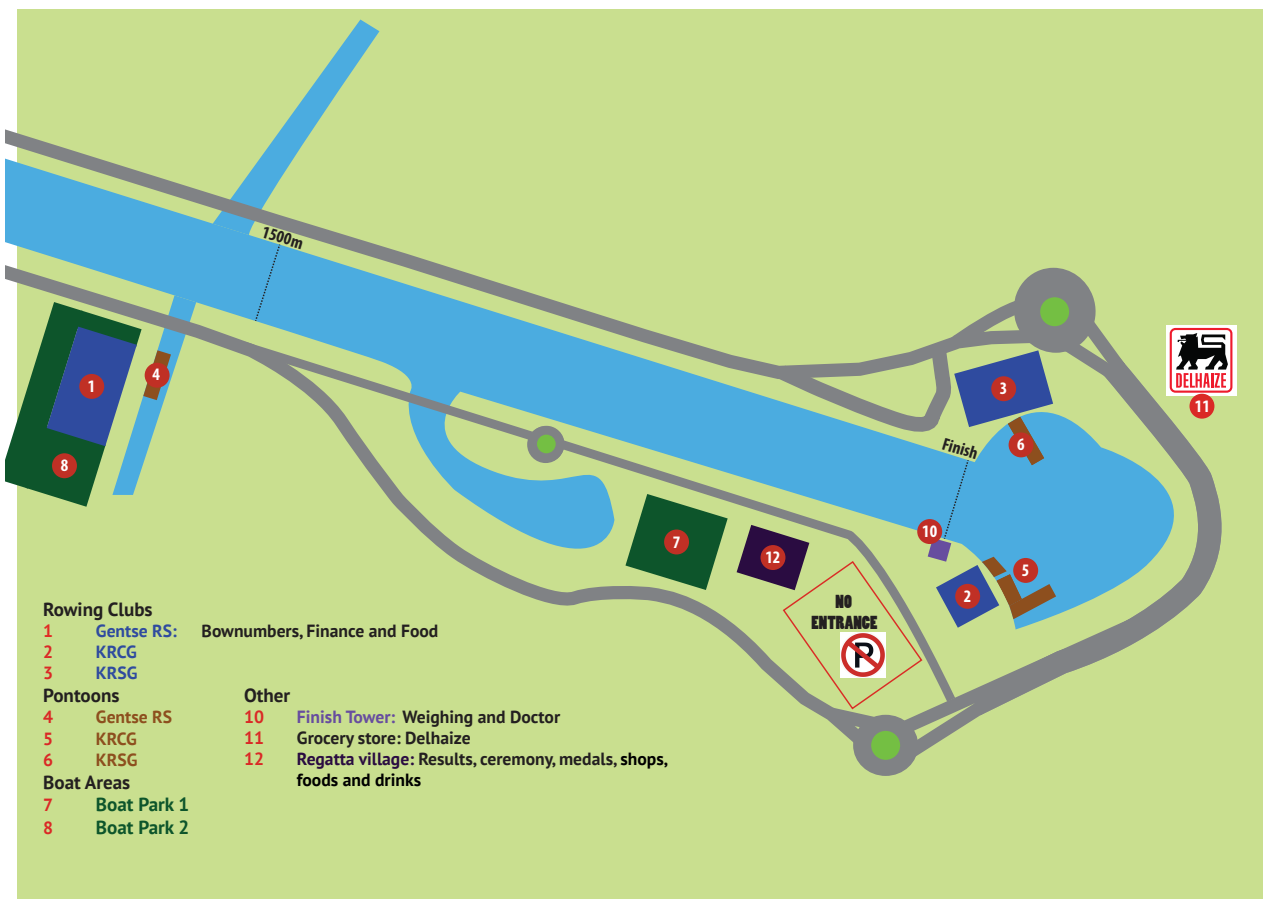 1500m
Finish
DELHAIZE
1
4
8
3
6
11
10
7
12
2
5
NO
ENTRANCE
P
Rowing Clubs
1 Gentse RS: Bownumbers, Finance and Food
2 KRCG
3 KRSG
Pontoons
4 Gentse RS
5 KRCG
6 KRSG
Boat Areas
7 Boat Park 1
8 Boat Park 2
Other
10 Finish Tower: Weighing and Doctor
11 Grocery store: Delhaize
12 Regatta village: Results, ceremony, medals, shops,
foods and drinks